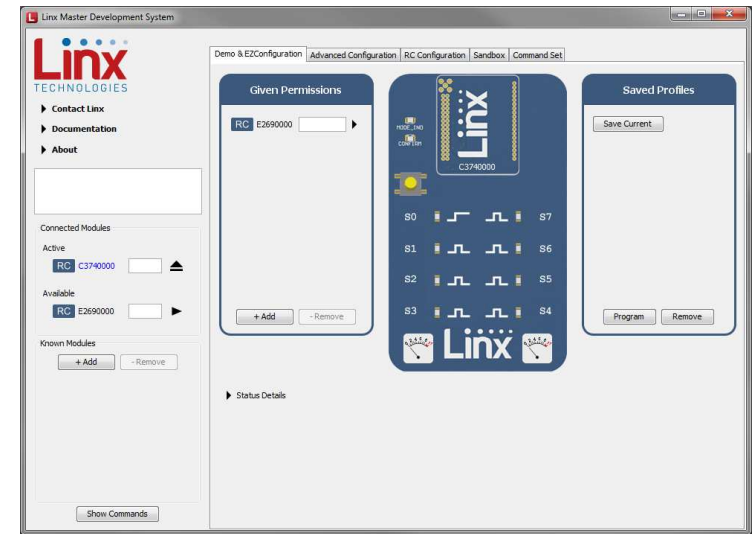 Linx Master Development System
Linx
TECHNOLOGIES
Contact Linx
Documentation
About
Connected Modules
Active
RC C3740000
Available
RC E2690000
Known Modules
+ Add - Remove
Show Commands
Demo & EZConfiguration Advanced Configuration RC Configuration Sandbox Command Set
Given Permissions
RC E2690000
+ Add - Remove
MODE_IND
CONFIRM
Linx
C3740000
S0 S7
S1 S6
S2 S5
S3 S4
Linx
Saved Profiles
Save Current
Program Remove
Status Details